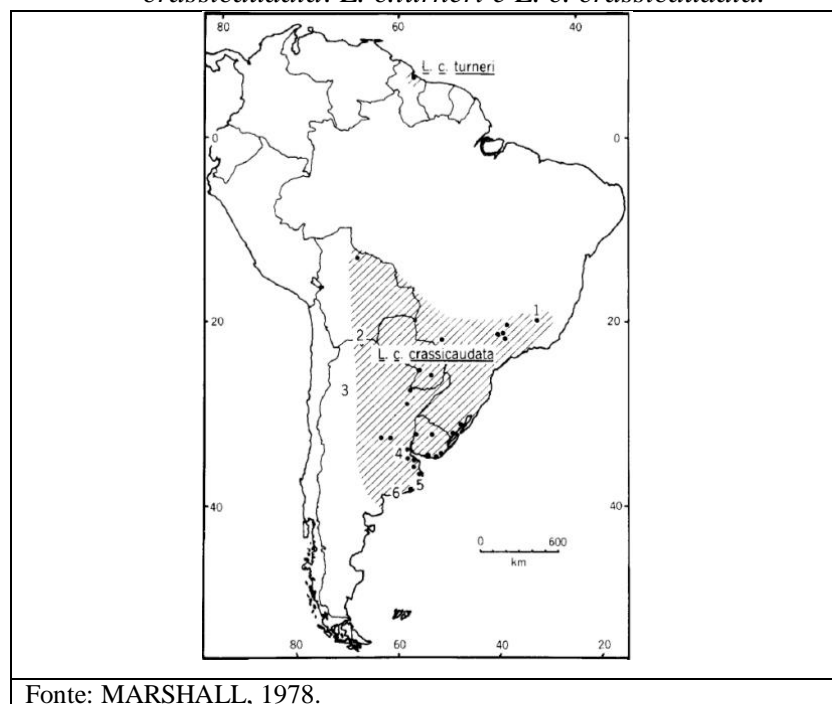 crassicaudata: L. c.turneri e L. c. crassicaudata.
80 60 40
L. c. turneri
0 0
1
20 2 20
L. c. crassicaudata
3
4
5
6
40 40
0 600
km
80 60 40 20
Fonte: MARSHALL, 1978.